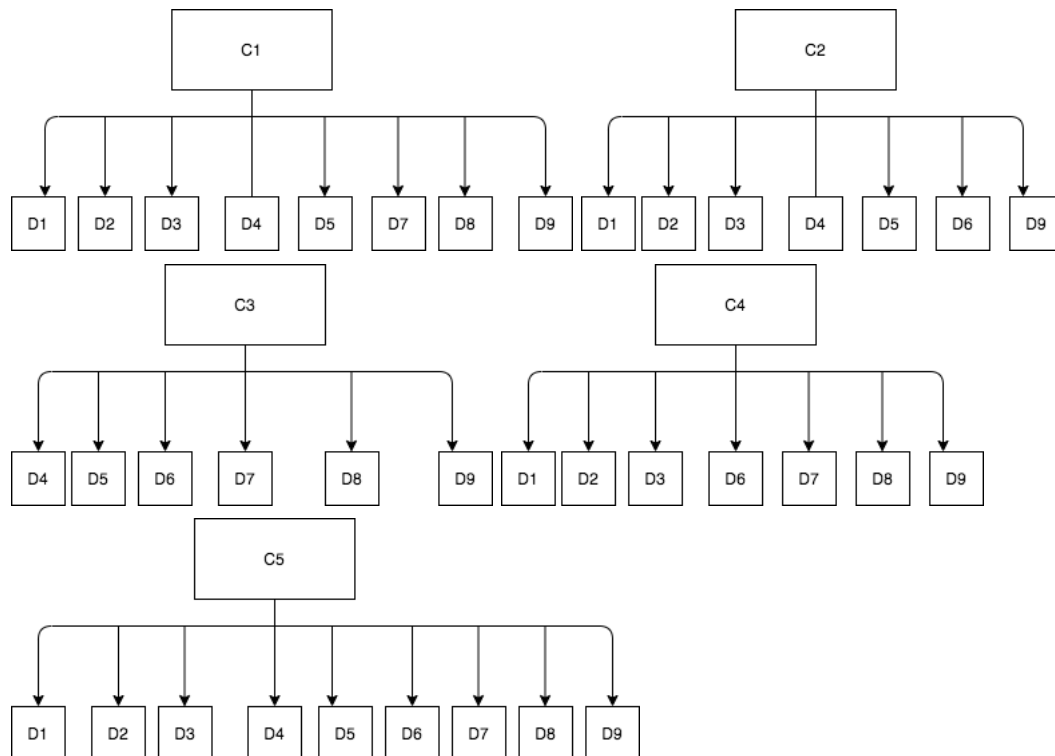 C1 C2
D1 D2 D3 D4 D5 D7 D8 D9 D1 D2 D3 D4 D5 D6 D9
C3 C4
D4 D5 D6 D7 D8 D9 D1 D2 D3 D6 D7 D8 D9
C5
D1 D2 D3 D4 D5 D6 D7 D8 D9